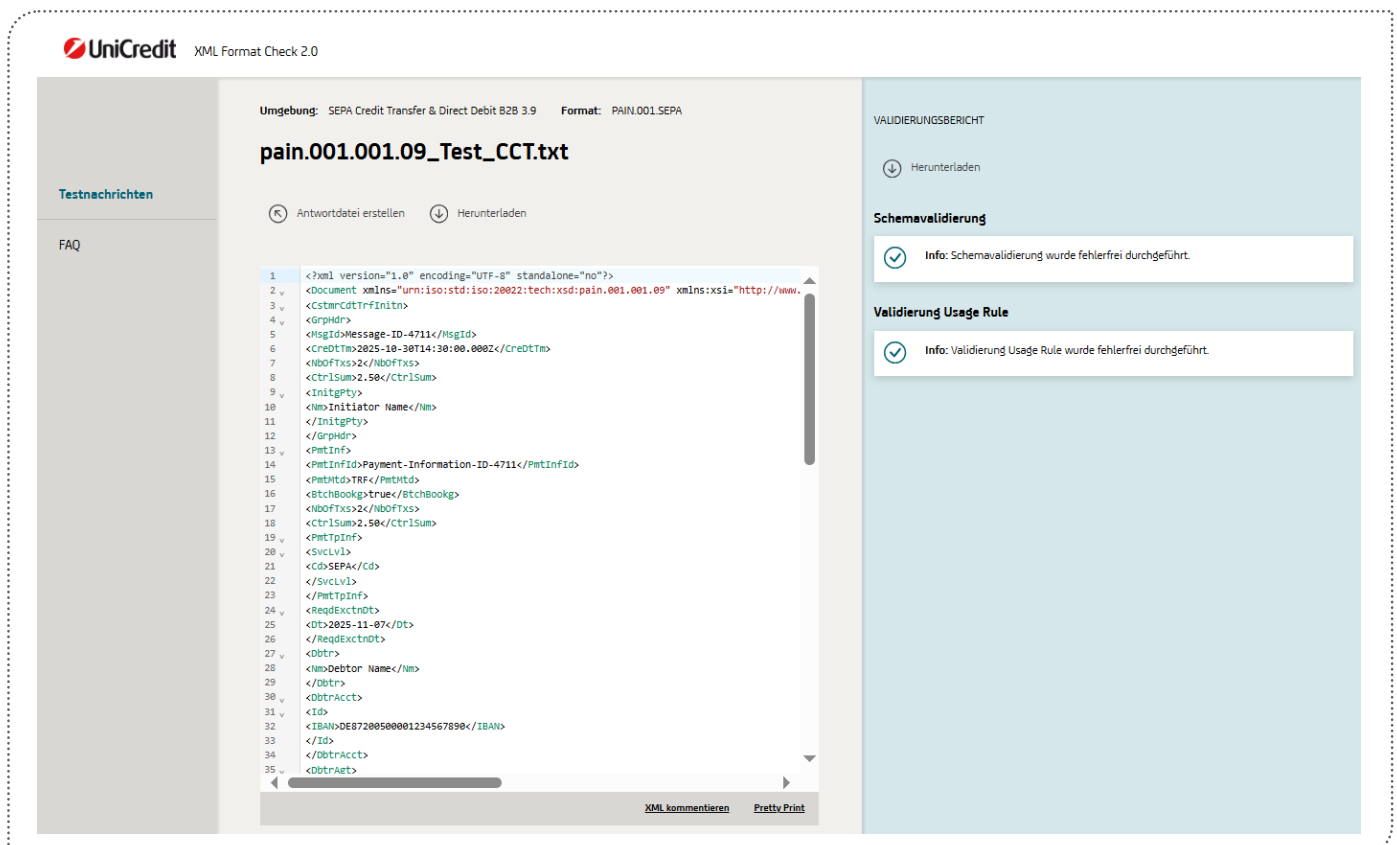 UniCredit XML Format Check 2.0
Testnachrichten
FAQ
Umgebung: SEPA Credit Transfer & Direct Debit B2B 3.9 Format: PAIN.001.SEPA
pain.001.001.09_Test_CCT.txt
Antwortdatei erstellen Herunterladen
1 <?xml version="1.0" encoding="UTF-8" standalone="no"?>
2 <Document xmlns="urn:iso:std:iso:20022:tech:xsd:pain.001.001.09" xmlns:xsi="http://www.
3 <CstmrCdtTrfInitn>
4 <GrpHdr>
5 <MsgId>Message-ID-4711</MsgId>
6 <CreDtTm>2025-10-30T14:30:00.000Z</CreDtTm>
7 <NbOfTxs>2</NbOfTxs>
8 <CtrlSum>2.50</CtrlSum>
9 <InitgPty>
10 <Nm>Initiator Name</Nm>
11 </InitgPty>
12 </GrpHdr>
13 <PmtInf>
14 <PmtInfId>Payment-Information-ID-4711</PmtInfId>
15 <PmtMtd>TRF</PmtMtd>
16 <BtchBookg>true</BtchBookg>
17 <NbOfTxs>2</NbOfTxs>
18 <CtrlSum>2.50</CtrlSum>
19 <PmtTpInf>
20 <SvcLvl>
21 <Cd>SEPA</Cd>
22 </SvcLvl>
23 </PmtTpInf>
24 <ReqdExctnDt>
25 <Dt>2025-11-07</Dt>
26 </ReqdExctnDt>
27 <Dbtr>
28 <Nm>Debtor Name</Nm>
29 </Dbtr>
30 <DbtrAcct>
31 <Id>
32 <IBAN>DE87200500001234567890</IBAN>
33 </Id>
34 </DbtrAcct>
35 <DbtrAgt>
XML kommentieren Pretty Print
VALIDIERUNGSBERICHT
Herunterladen
Schemavalidierung
Info: Schemavalidierung wurde fehlerfrei durchgeführt.
Validierung Usage Rule
Info: Validierung Usage Rule wurde fehlerfrei durchgeführt.